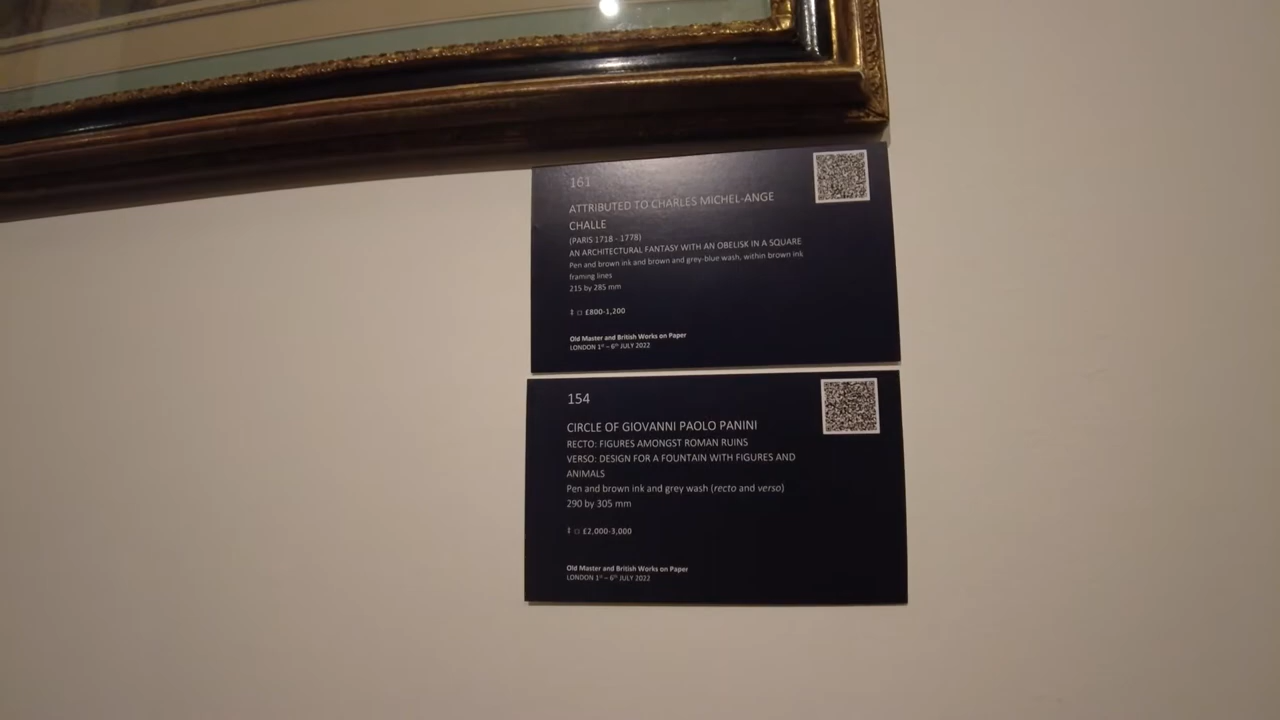 161
ATTRIBUTED TO CHARLES MICHEL-ANGE
CHALLE
(PARIS 1718 - 1778)
AN ARCHITECTURAL FANTASY WITH AN OBELISK IN A SQUARE
Pen and brown ink and brown and grey-blue wash, within brown ink
framing lines
215 by 285 mm
‡ □ £800-1,200
Old Master and British Works on Paper
LONDON 1st – 6th JULY 2022
154
CIRCLE OF GIOVANNI PAOLO PANINI
RECTO: FIGURES AMONGST ROMAN RUINS
VERSO: DESIGN FOR A FOUNTAIN WITH FIGURES AND
ANIMALS
Pen and brown ink and grey wash (recto and verso)
290 by 305 mm
‡ □ £2,000-3,000
Old Master and British Works on Paper
LONDON 1st – 6th JULY 2022